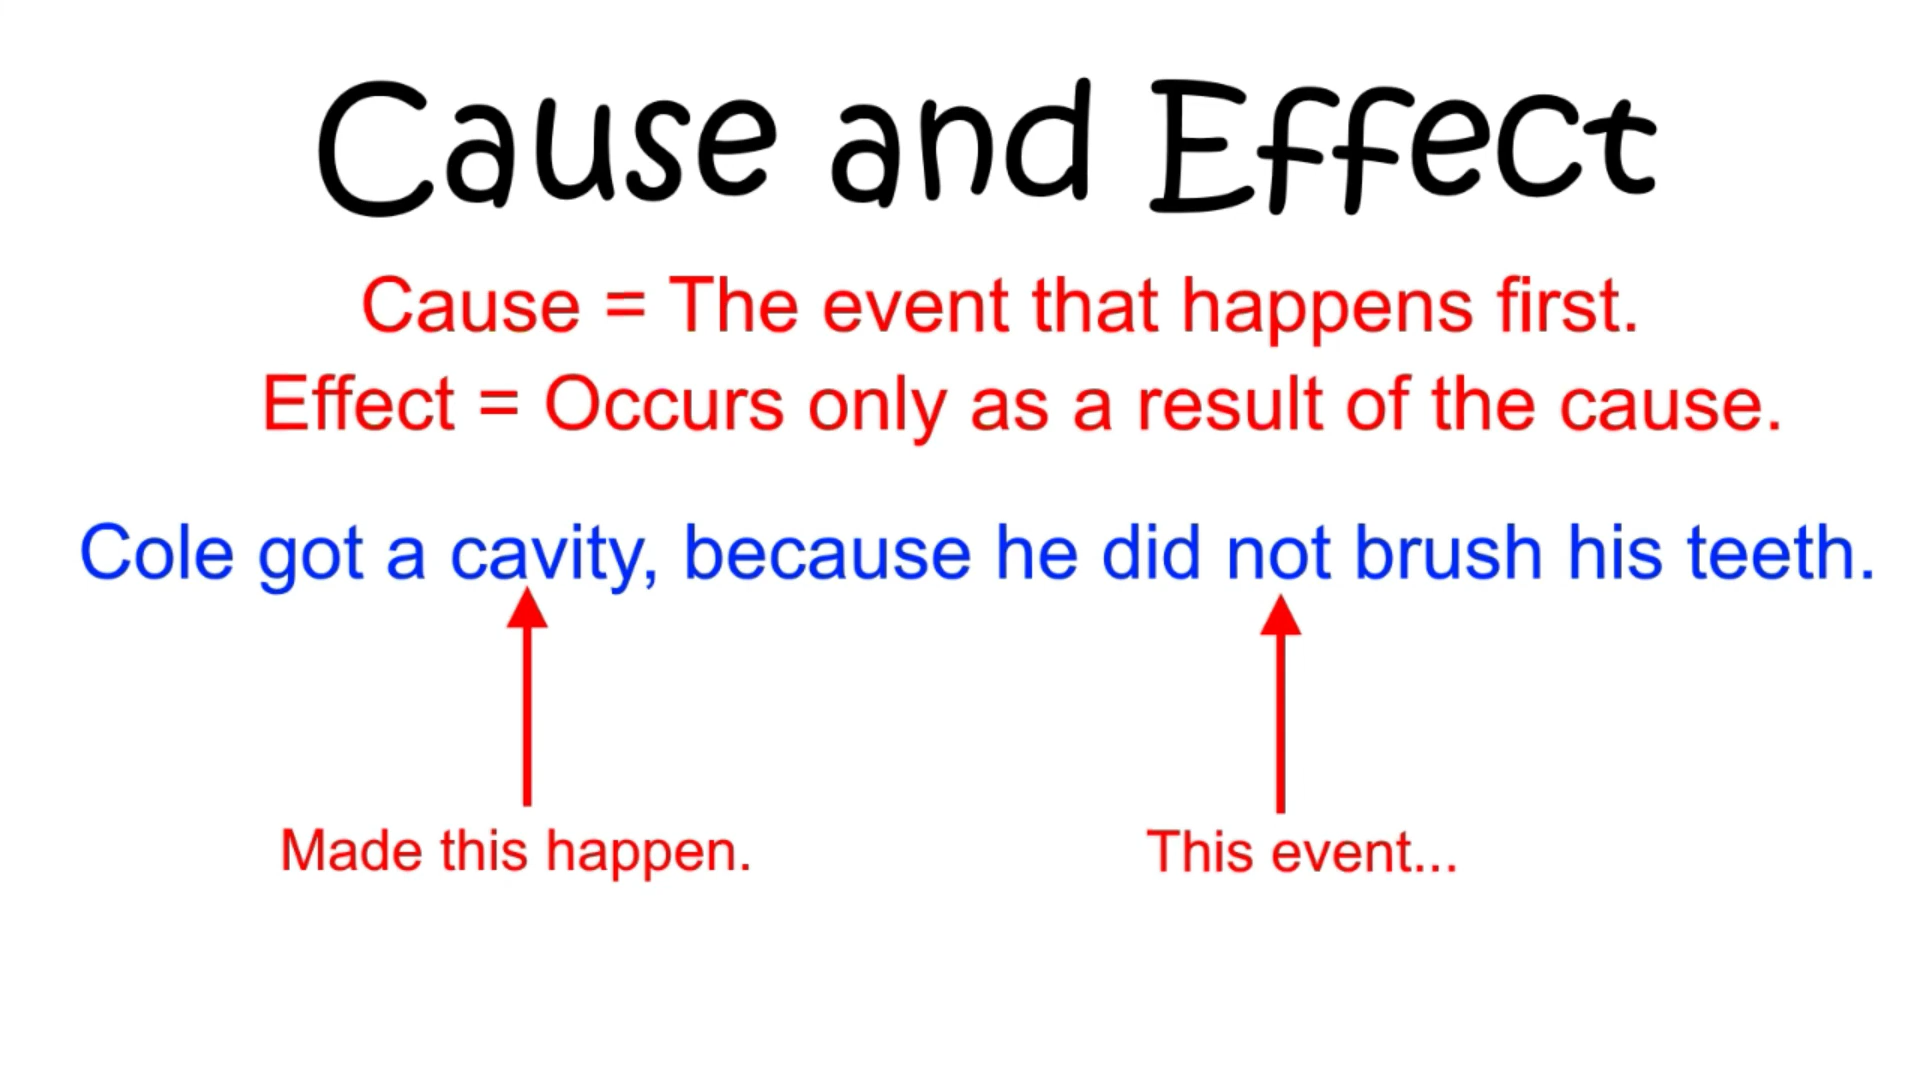 Cause and Effect
Cause = The event that happens first.
Effect = Occurs only as a result of the cause.
Cole got a cavity, because he did not brush his teeth.
Made this happen.
This event...